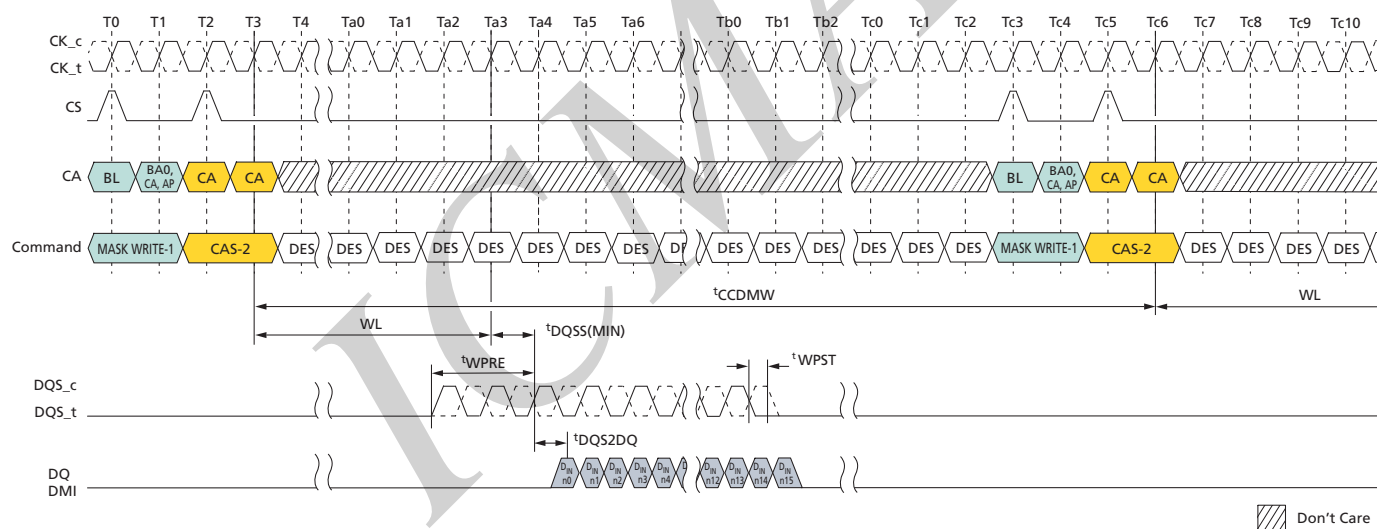 T0 T1 T2 T3 T4 Ta0 Ta1 Ta2 Ta3 Ta4 Ta5 Ta6 Tb0 Tb1 Tb2 Tc0 Tc1 Tc2 Tc3 Tc4 Tc5 Tc6 Tc7 Tc8 Tc9 Tc10
CK_c
CK_t
CS
CA BL BA0, CA, AP CA CA BL BA0, CA, AP CA CA
Command MASK WRITE-1 CAS-2 DES DES DES DES DES DES DES DES DES DES DES DES DES DES DES MASK WRITE-1 CAS-2 DES DES DES DES
tCCDMW WL
WL tDQSS(MIN)
tWPRE tWPST
DQS_c
DQS_t
tDQS2DQ
DQ
DMI
DIN n0 DIN n1 DIN n2 DIN n3 DIN n4 DIN n12 DIN n13 DIN n14 DIN n15
Don't Care